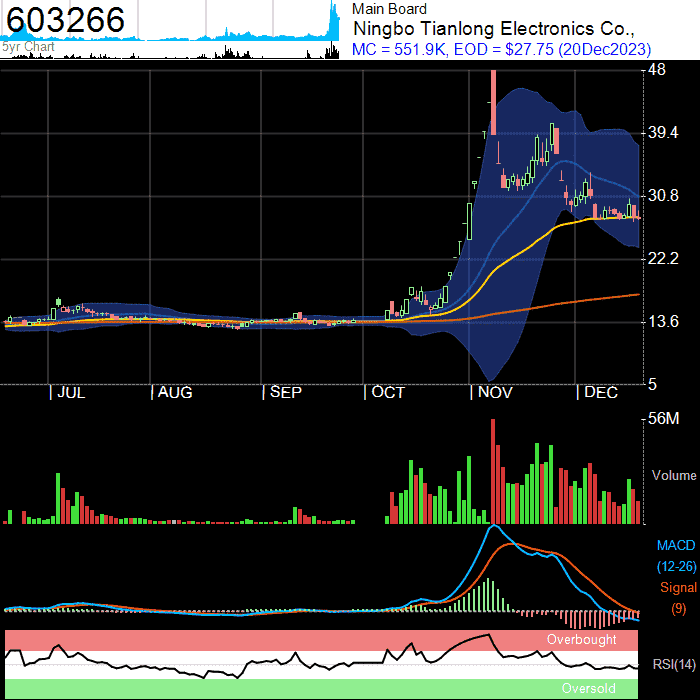 603266
5yr Chart
Main Board
Ningbo Tianlong Electronics Co.,
MC = 551.9K, EOD = $27.75 (20Dec2023)
48
39.4
30.8
22.2
13.6
5
| JUL | AUG | SEP | OCT | NOV | DEC
56M
Volume
MACD
(12-26)
Signal
(9)
Overbought
RSI(14)
Oversold